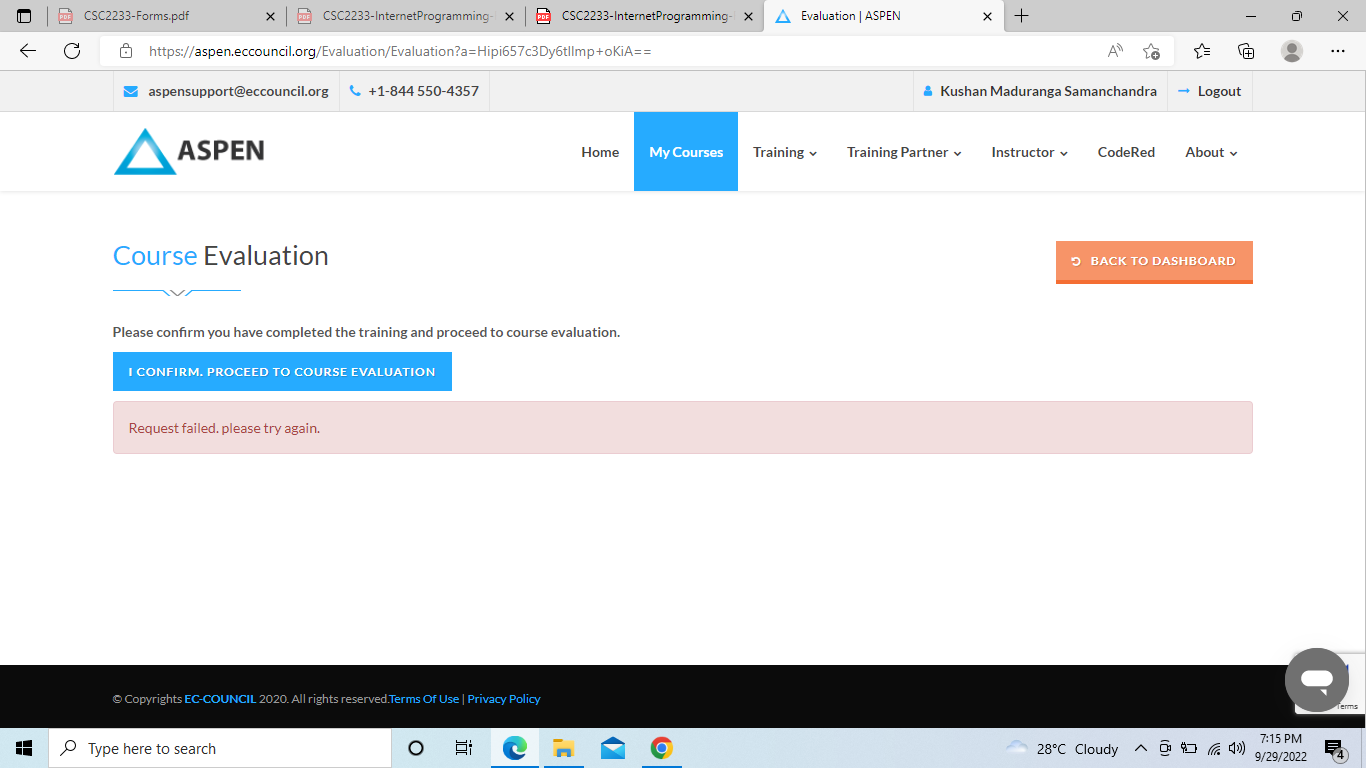 CSC2233-Forms.pdf
CSC2233-InternetProgramming-
CSC2233-InternetProgramming-
Evaluation | ASPEN
https://aspen.eccouncil.org/Evaluation/Evaluation?a=Hipi657c3Dy6tIlmp+oKiA==
aspensupport@eccouncil.org
+1-844 550-4357
Kushan Maduranga Samanchandra
Logout
ASPEN
Home
My Courses
Training
Training Partner
Instructor
CodeRed
About
Course Evaluation
BACK TO DASHBOARD
Please confirm you have completed the training and proceed to course evaluation.
I CONFIRM. PROCEED TO COURSE EVALUATION
Request failed. please try again.
© Copyrights EC-COUNCIL 2020. All rights reserved.Terms Of Use | Privacy Policy
Terms
Type here to search
28°C Cloudy
7:15 PM
9/29/2022
4